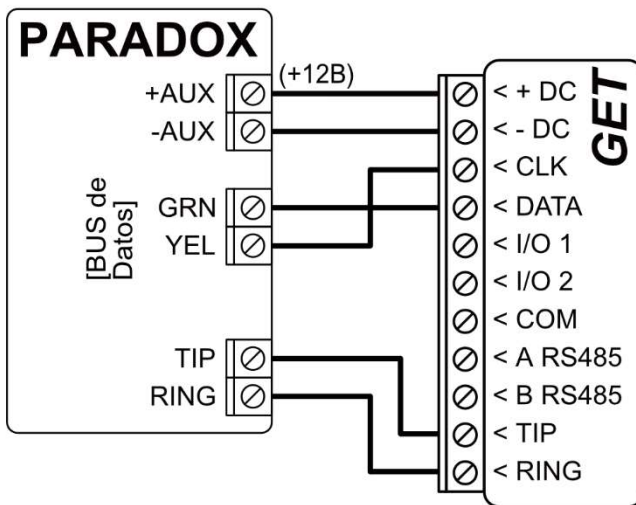 PARADOX
+AUX
-AUX
GRN
YEL
[BUS de
Datos]
TIP
RING
(+12B)
GET
< + DC
< - DC
< CLK
< DATA
< I/O 1
< I/O 2
< COM
< A RS485
< B RS485
< TIP
< RING